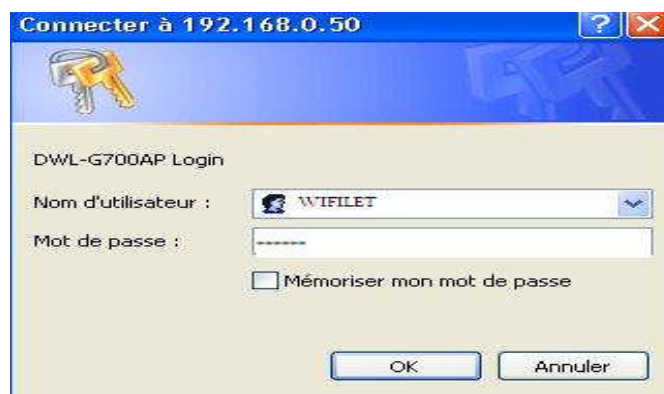 Connecter à 192.168.0.50
DWL-G700AP Login
Nom d'utilisateur : WIFILET
Mot de passe : ------
Mémoriser mon mot de passe
OK Annuler